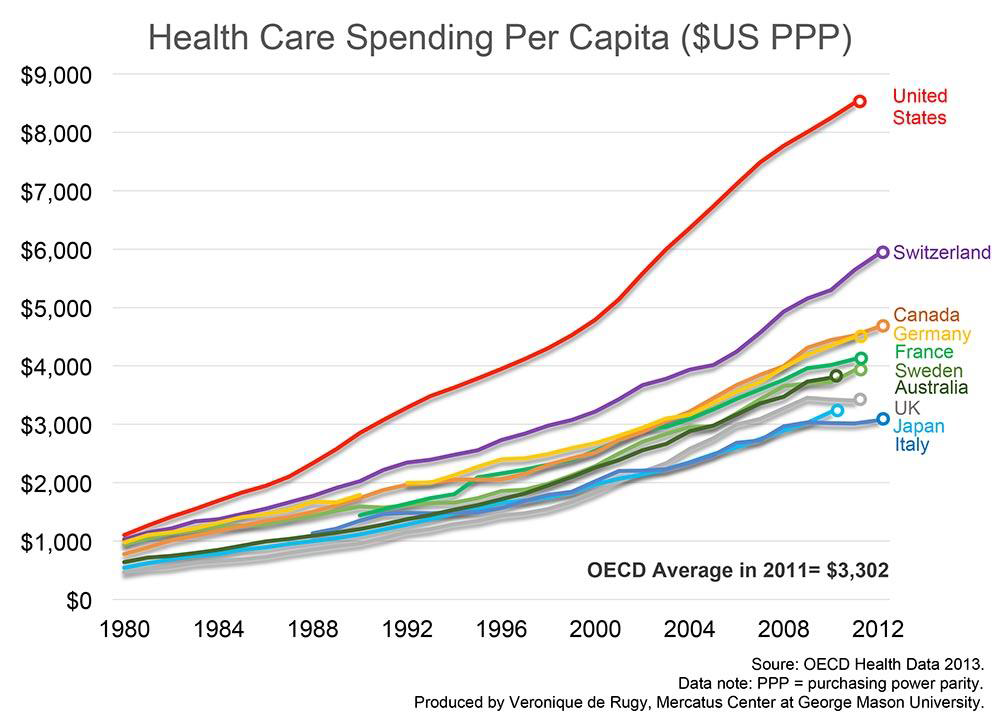 Health Care Spending Per Capita ($US PPP)
$9,000
$8,000
$7,000
$6,000
$5,000
$4,000
$3,000
$2,000
$1,000
$0
United
States
Switzerland
Canada
Germany
France
Sweden
Australia
UK
Japan
Italy
OECD Average in 2011= $3,302
1980 1984 1988 1992 1996 2000 2004 2008 2012
Soure: OECD Health Data 2013.
Data note: PPP = purchasing power parity.
Produced by Veronique de Rugy, Mercatus Center at George Mason University.